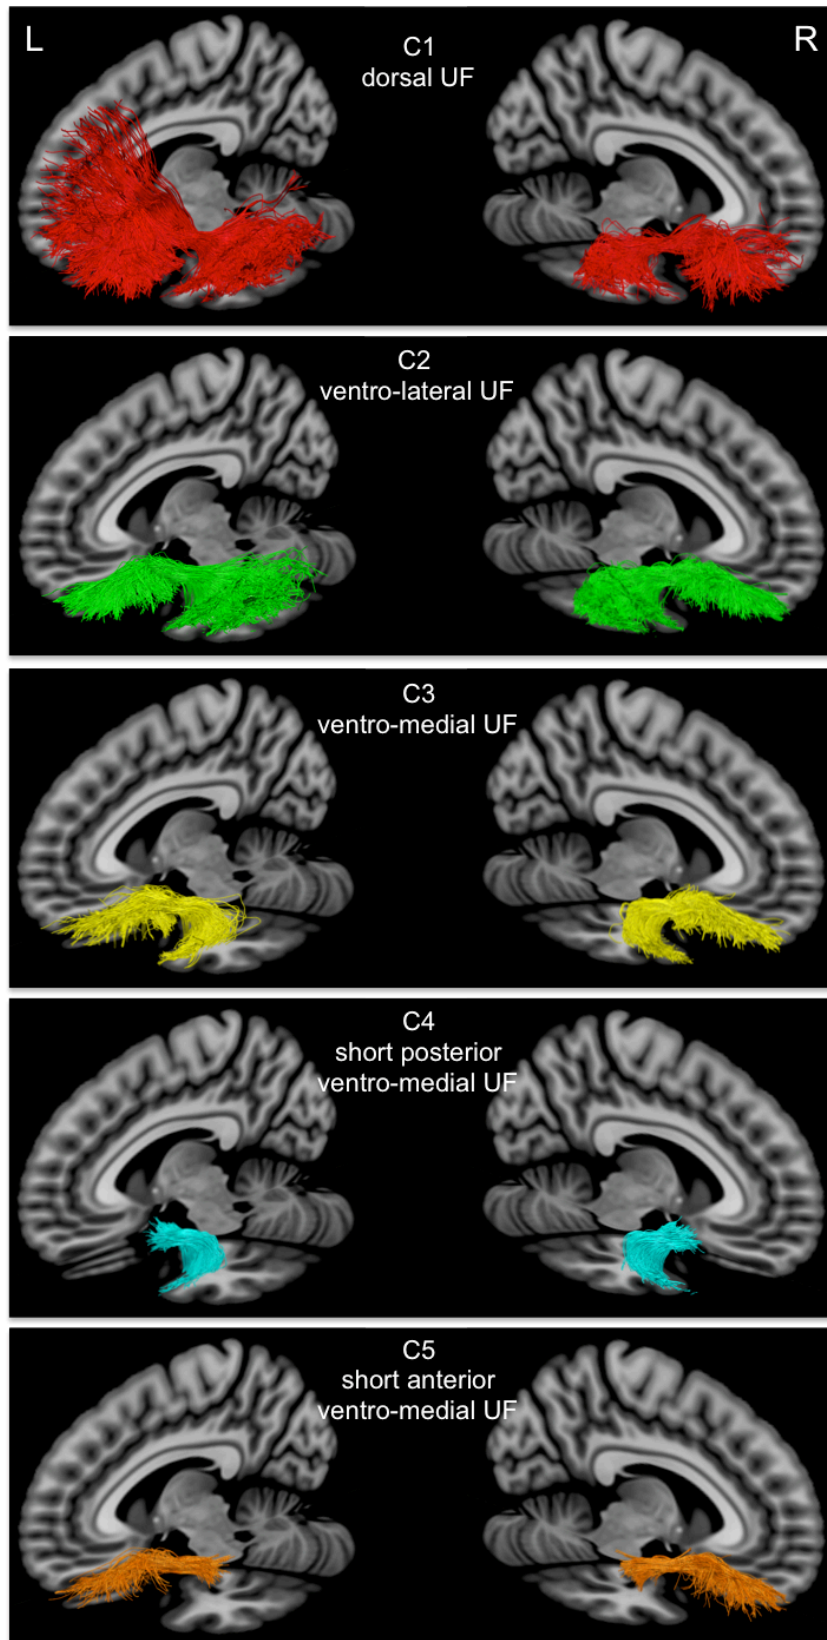 L
R
C1
dorsal UF
C2
ventro-lateral UF
C3
ventro-medial UF
C4
short posterior
ventro-medial UF
C5
short anterior
ventro-medial UF